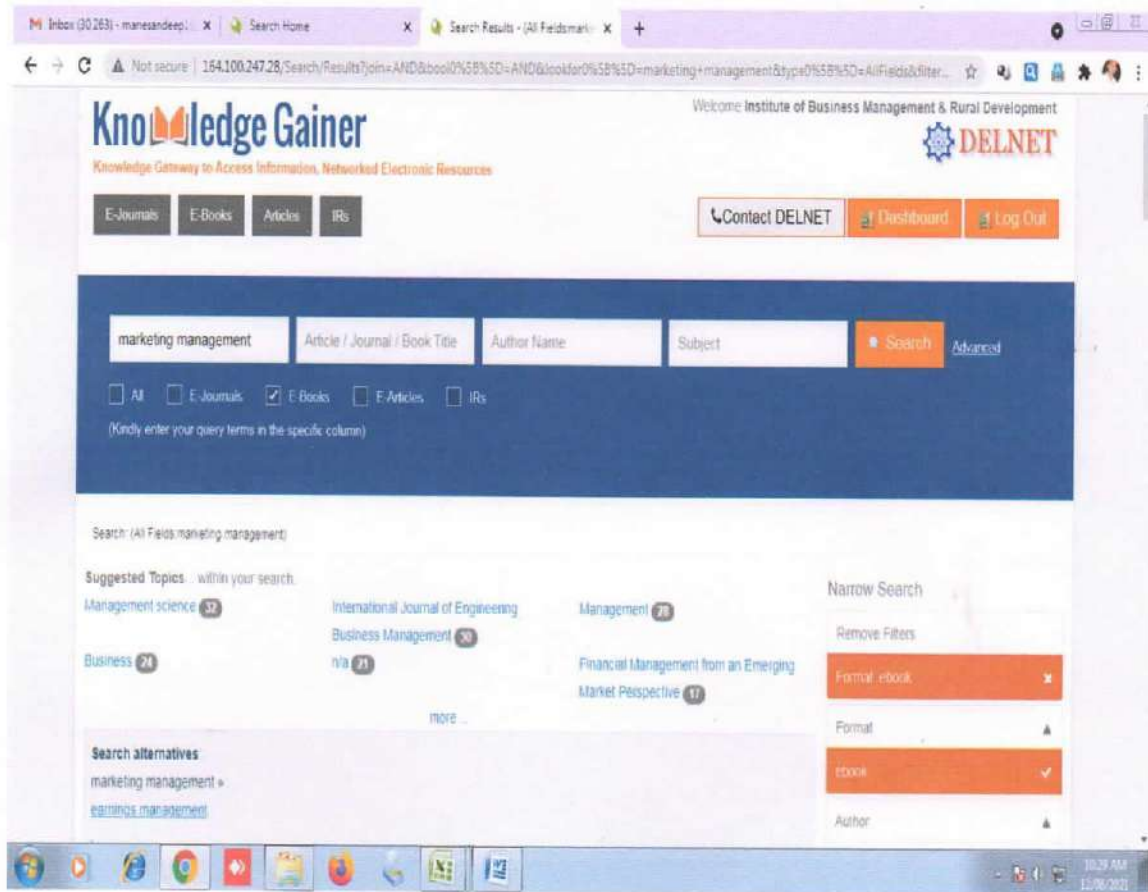 Inbox (30,263) - manesandeep1 X Search Home X Search Results - (All Fields:mark X +
Not secure | 164.100.247.28/Search/Results?join=AND&bool0%5B%5D=AND&lookfor0%5B%5D=marketing+management&type0%5B%5D=AllFields&filter...
Knowledge Gainer
Knowledge Gateway to Access Information, Networked Electronic Resources
Welcome Institute of Business Management & Rural Development
DELNET
E-Journals E-Books Articles IRs
Contact DELNET Dashboard Log Out
marketing management Article / Journal / Book Title Author Name Subject Search Advanced
All E-Journals E-Books E-Articles IRs
(Kindly enter your query terms in the specific column)
Search: (All Fields:marketing management)
Suggested Topics... within your search.
Management science 32
International Journal of Engineering
Business Management 30
Management 28
Business 24
n/a 21
Financial Management from an Emerging
Market Perspective 17
more ...
Search alternatives
marketing management »
earnings management
Narrow Search
Remove Filters
Format: ebook
Format
ebook
Author
10:29 AM